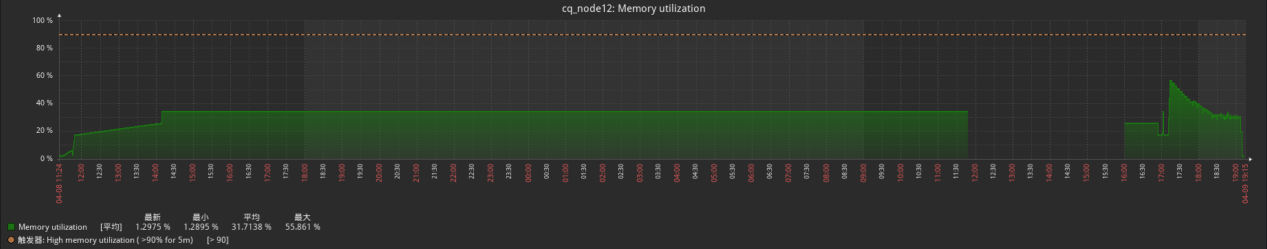 cq_node12: Memory utilization
100 %
80 %
60 %
40 %
20 %
0 %
04-08 11:24 12:00 12:30 13:00 13:30 14:00 14:30 15:00 15:30 16:00 16:30 17:00 17:30 18:00 18:30 19:00 19:30 20:00 20:30 21:00 21:30 22:00 22:30 23:00 23:30 00:00 00:30 01:00 01:30 02:00 02:30 03:00 03:30 04:00 04:30 05:00 05:30 06:00 06:30 07:00 07:30 08:00 08:30 09:00 09:30 10:00 10:30 11:00 11:30 12:00 12:30 13:00 13:30 14:00 14:30 15:00 15:30 16:00 16:30 17:00 17:30 18:00 18:30 19:00 04-09 19:15
最新 最小 平均 最大
Memory utilization [平均] 1.2975 % 1.2895 % 31.7138 % 55.861 %
触发器: High memory utilization ( >90% for 5m) [> 90]